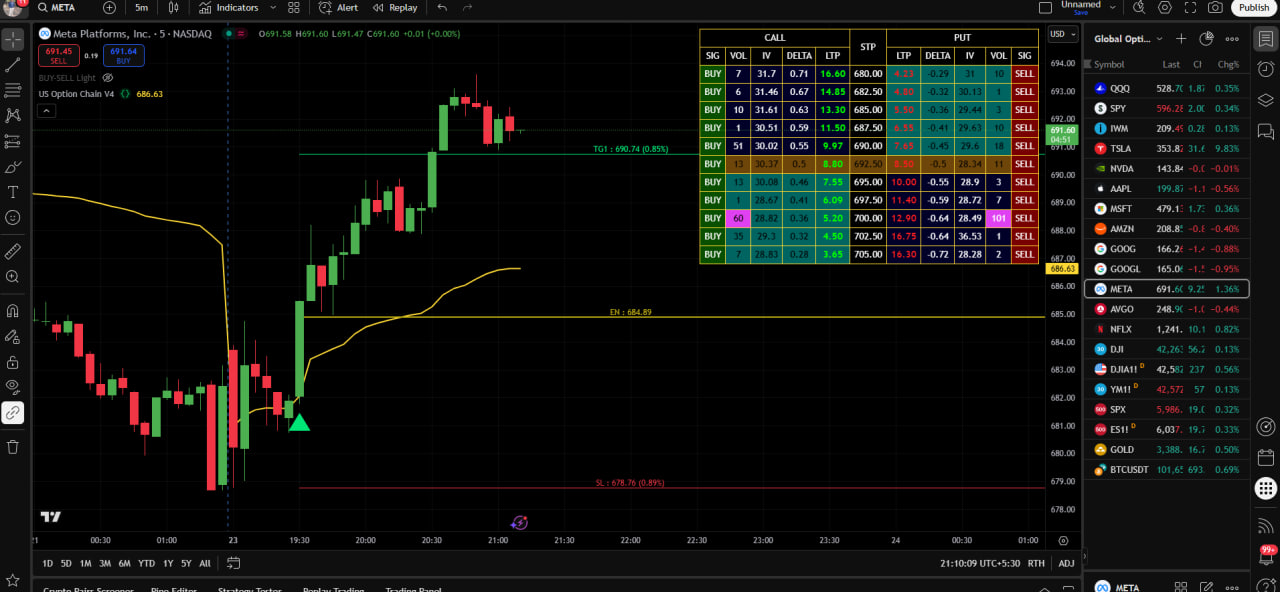 META 5m Indicators Alert Replay Unnamed Save Publish
Meta Platforms, Inc. · 5 · NASDAQ O691.58 H691.60 L691.47 C691.60 +0.01 (+0.00%)
691.45 SELL 0.19 691.64 BUY
BUY-SELL Light
US Option Chain V4 686.63
CALL STP PUT
SIG VOL IV DELTA LTP LTP DELTA IV VOL SIG
BUY 7 31.7 0.71 16.60 680.00 4.23 -0.29 31 10 SELL
BUY 6 31.46 0.67 14.85 682.50 4.80 -0.32 30.13 1 SELL
BUY 10 31.61 0.63 13.30 685.00 5.50 -0.36 29.44 3 SELL
BUY 1 30.51 0.59 11.50 687.50 6.55 -0.41 29.63 10 SELL
BUY 51 30.02 0.55 9.97 690.00 7.65 -0.45 29.6 18 SELL
BUY 13 30.37 0.5 8.80 692.50 8.50 -0.5 28.34 11 SELL
BUY 13 30.08 0.46 7.55 695.00 10.00 -0.55 28.9 3 SELL
BUY 1 28.67 0.41 6.09 697.50 11.40 -0.59 28.72 7 SELL
BUY 60 28.82 0.36 5.20 700.00 12.90 -0.64 28.49 101 SELL
BUY 35 29.3 0.32 4.50 702.50 16.75 -0.64 36.53 1 SELL
BUY 7 28.83 0.28 3.65 705.00 16.30 -0.72 28.28 2 SELL
TG1 : 690.74 (0.85%)
EN : 684.89
SL : 678.76 (0.89%)
USD
694.00
693.00
692.00
691.60
04:51
691.00
690.00
689.00
688.00
687.00
686.63
686.00
685.00
684.00
683.00
682.00
681.00
680.00
679.00
678.00
21 00:30 01:00 23 19:30 20:00 20:30 21:00 21:30 22:00 22:30 23:00 23:30 24 00:30 01:00
1D 5D 1M 3M 6M YTD 1Y 5Y All 21:10:09 UTC+5:30 RTH ADJ
Crypto Pairs Screener Pine Editor Strategy Tester Replay Trading Trading Panel
Global Opti...
Symbol Last Chg%
QQQ 528.7 1.87 0.35%
SPY 596.28 2.00 0.34%
IWM 209.4 0.28 0.13%
TSLA 353.8 31.6 9.83%
NVDA 143.84 -0.0 -0.01%
AAPL 199.87 -1.1 -0.56%
MSFT 479.1 1.7 0.36%
AMZN 208.8 -0.8 -0.40%
GOOG 166.2 -1.4 -0.88%
GOOGL 165.0 -1.5 -0.95%
META 691.6 9.25 1.36%
AVGO 248.9 -1.0 -0.44%
NFLX 1,241. 10.1 0.82%
DJI 42,263 56.2 0.13%
DJIA1! D 42,582 237 0.56%
YM1! D 42,572 57 0.13%
SPX 5,986. 19.0 0.32%
ES1! D 6,037. 19.7 0.33%
GOLD 3,388. 16.7 0.50%
BTCUSDT 101,65 693. 0.69%
99+
META